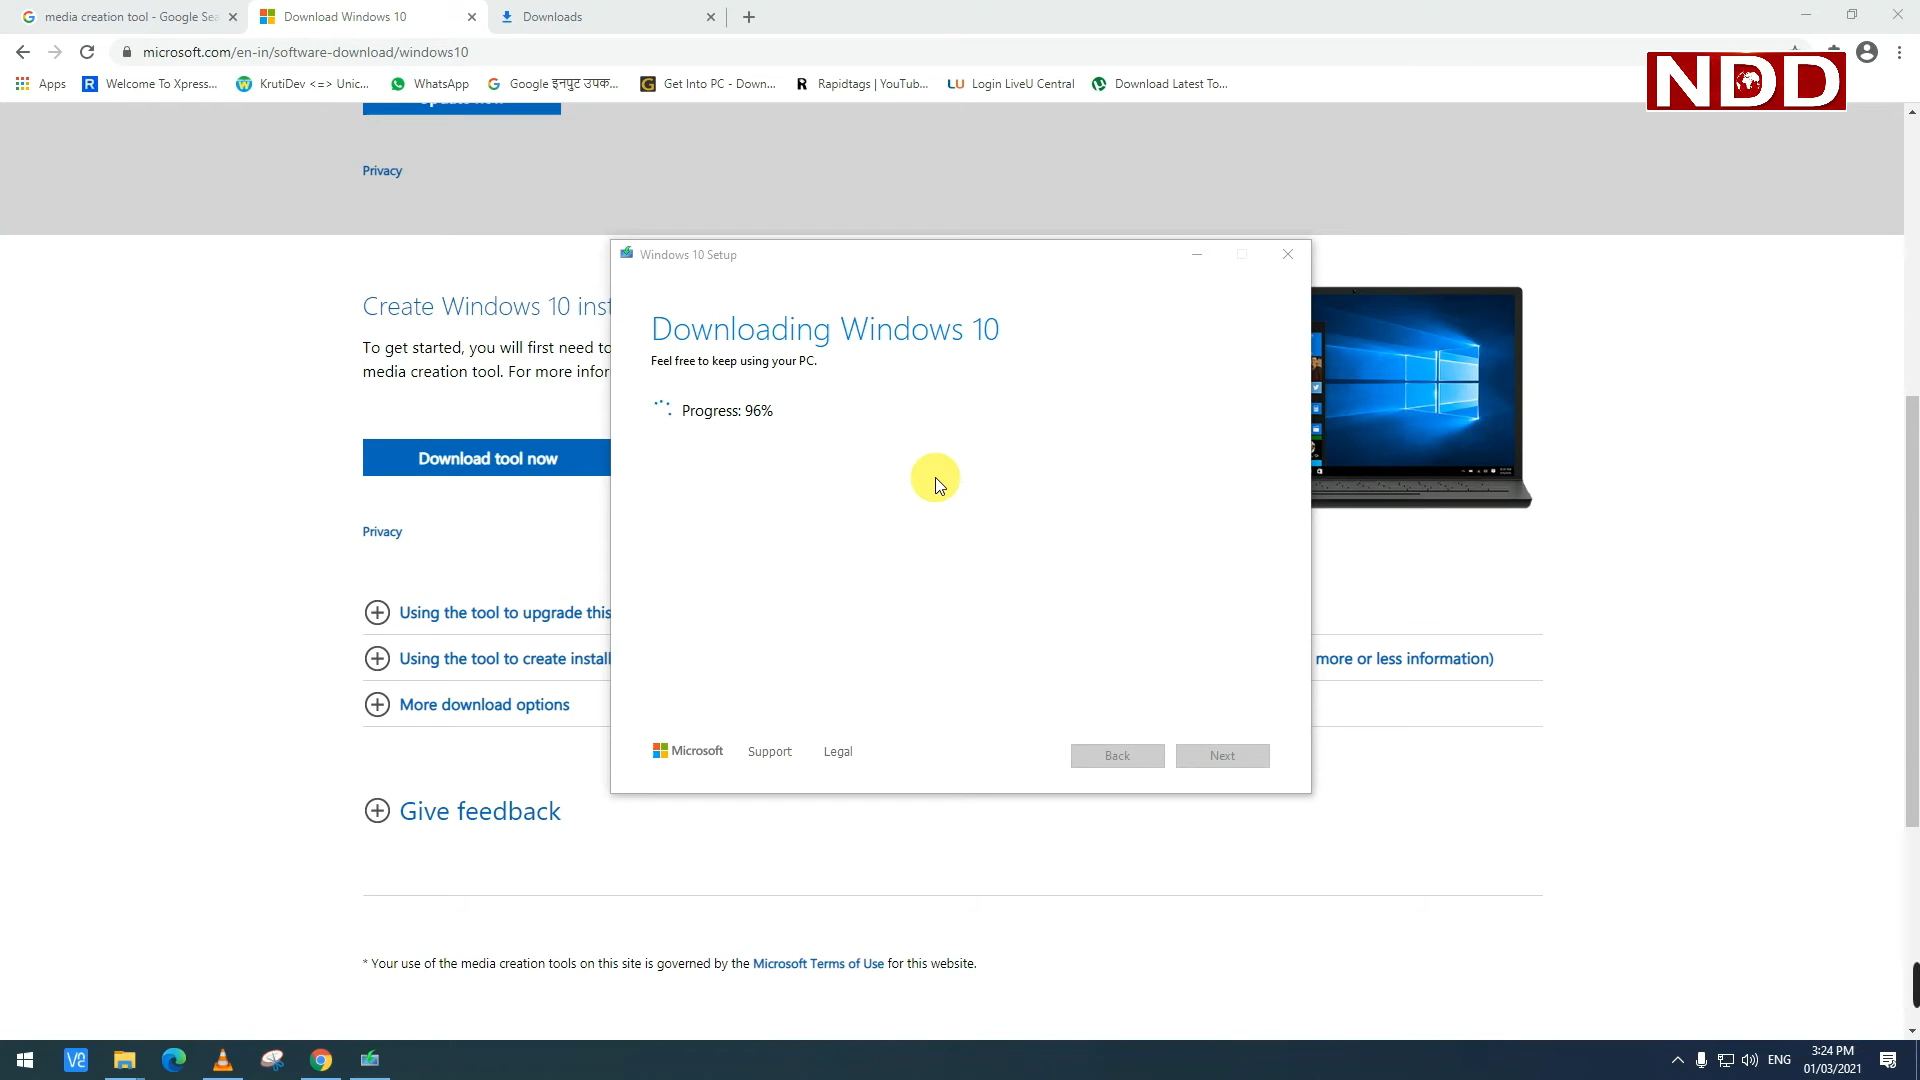 media creation tool - Google Sea
Download Windows 10
Downloads
microsoft.com/en-in/software-download/windows10
Apps
Welcome To Xpress...
KrutiDev <=> Unic...
WhatsApp
Google इनपुट उपक...
Get Into PC - Down...
Rapidtags | YouTub...
LU Login LiveU Central
Download Latest To...
NDD
Update now
Privacy
Windows 10 Setup
Create Windows 10 inst
Downloading Windows 10
To get started, you will first need to
Feel free to keep using your PC.
media creation tool. For more infor
Progress: 96%
Download tool now
Privacy
Using the tool to upgrade this
Using the tool to create install
more or less information)
More download options
Microsoft
Support
Legal
Back
Next
Give feedback
* Your use of the media creation tools on this site is governed by the Microsoft Terms of Use for this website.
ENG
3:24 PM
01/03/2021